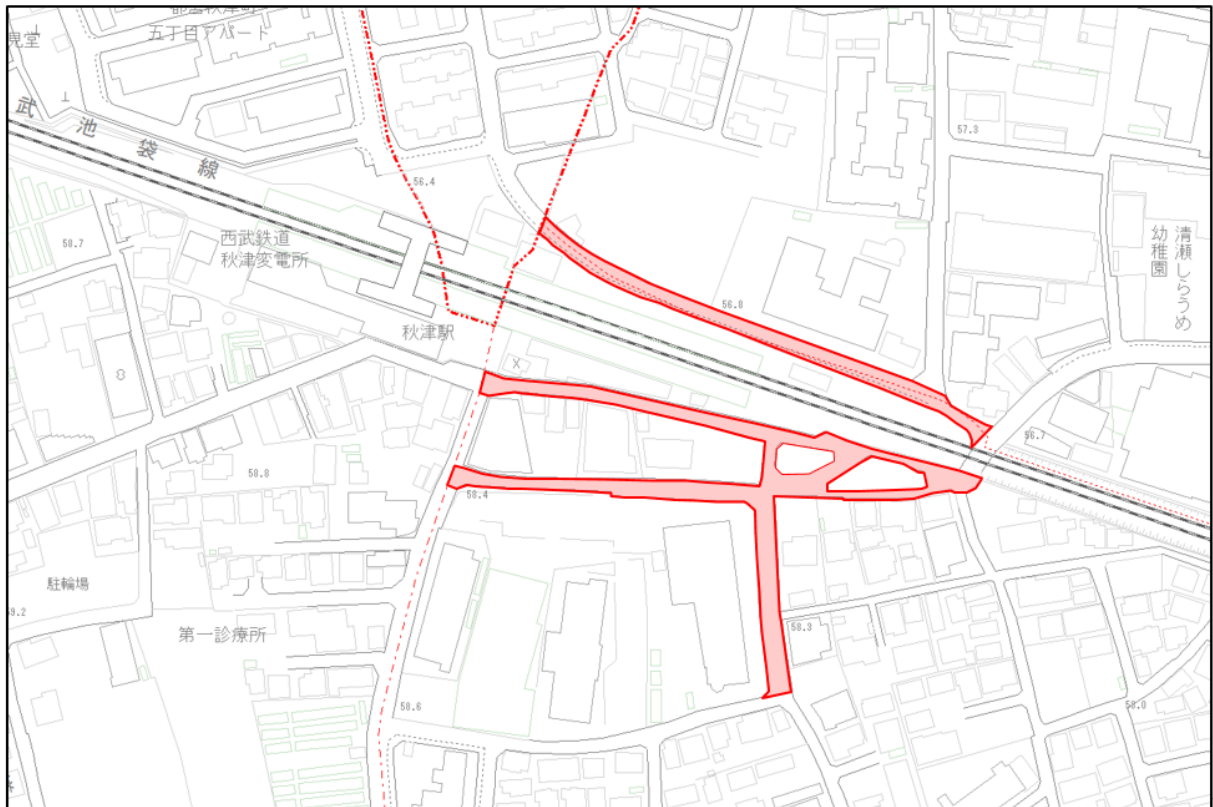 五丁目アパート
見堂
武池袋線
56.4
57.3
58.7
西武鉄道
秋津変電所
清瀬しらうめ
幼稚園
56.8
秋津駅
56.7
58.8
58.4
駐輪場
第一診療所
58.3
58.6
58.0